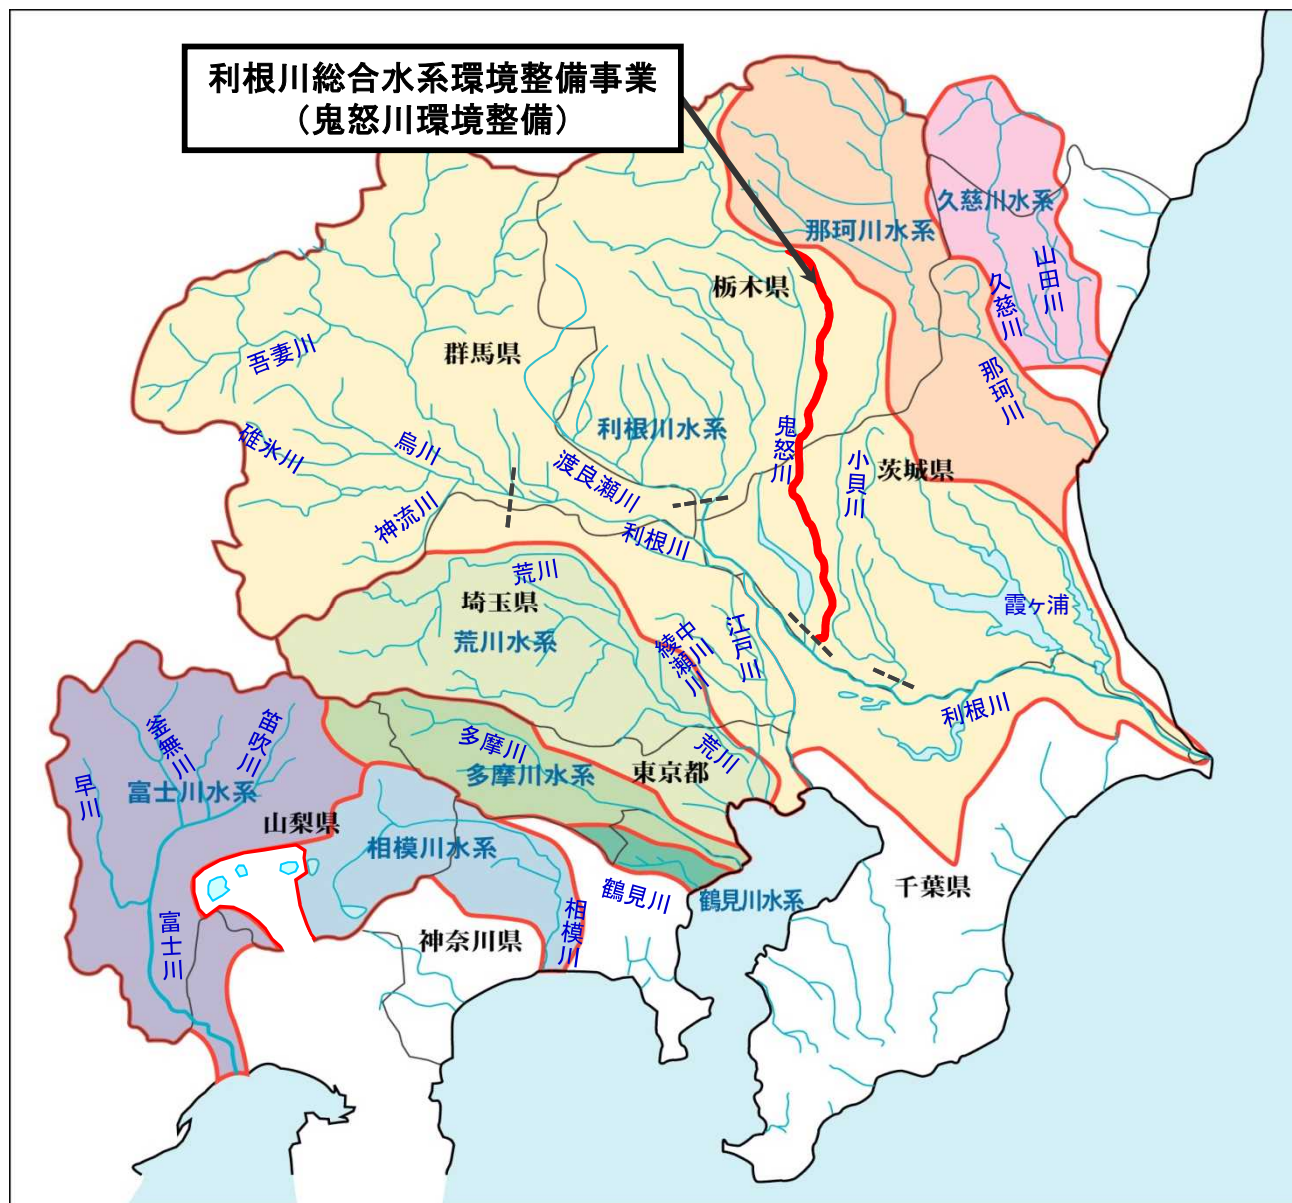 利根川総合水系環境整備事業
（鬼怒川環境整備）
久慈川水系
那珂川水系
山田川
久慈川
栃木県
群馬県
吾妻川
那珂川
利根川水系
鬼怒川
碓氷川
烏川
渡良瀬川
小貝川
茨城県
神流川
利根川
荒川
埼玉県
荒川水系
霞ヶ浦
綾瀬川
中川
江戸川
利根川
釜無川
笛吹川
早川
富士川水系
山梨県
多摩川
多摩川水系
東京都
荒川
相模川水系
鶴見川
鶴見川水系
千葉県
富士川
神奈川県
相模川